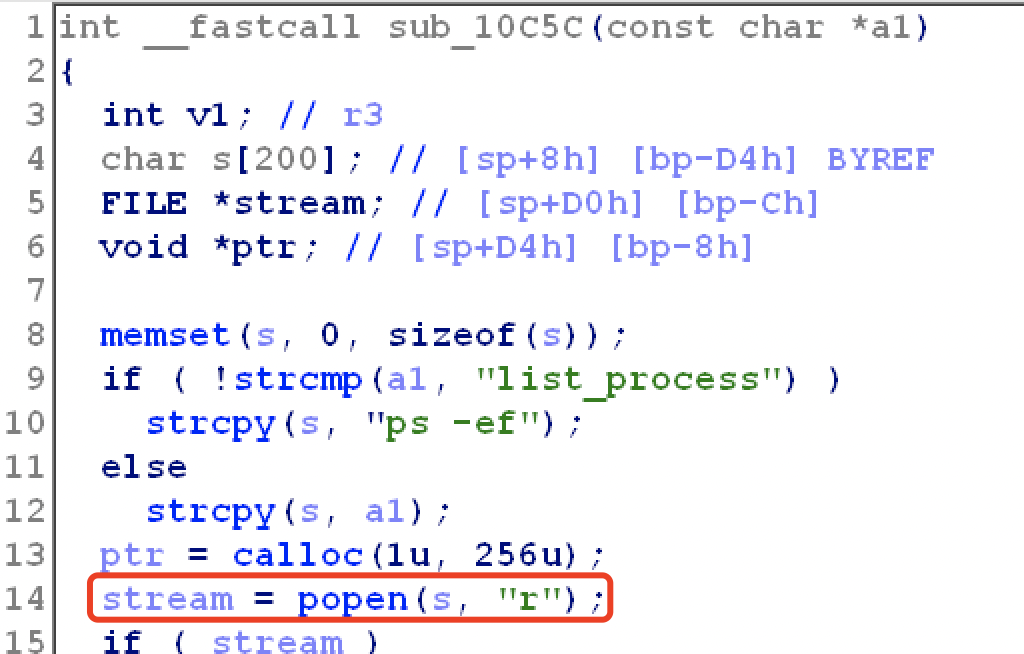 1 int __fastcall sub_10C5C(const char *a1)
2 {
3 int v1; // r3
4 char s[200]; // [sp+8h] [bp-D4h] BYREF
5 FILE *stream; // [sp+D0h] [bp-Ch]
6 void *ptr; // [sp+D4h] [bp-8h]
7
8 memset(s, 0, sizeof(s));
9 if ( !strcmp(a1, "list_process") )
10 strcpy(s, "ps -ef");
11 else
12 strcpy(s, a1);
13 ptr = calloc(1u, 256u);
14 stream = popen(s, "r");
15 if ( stream )